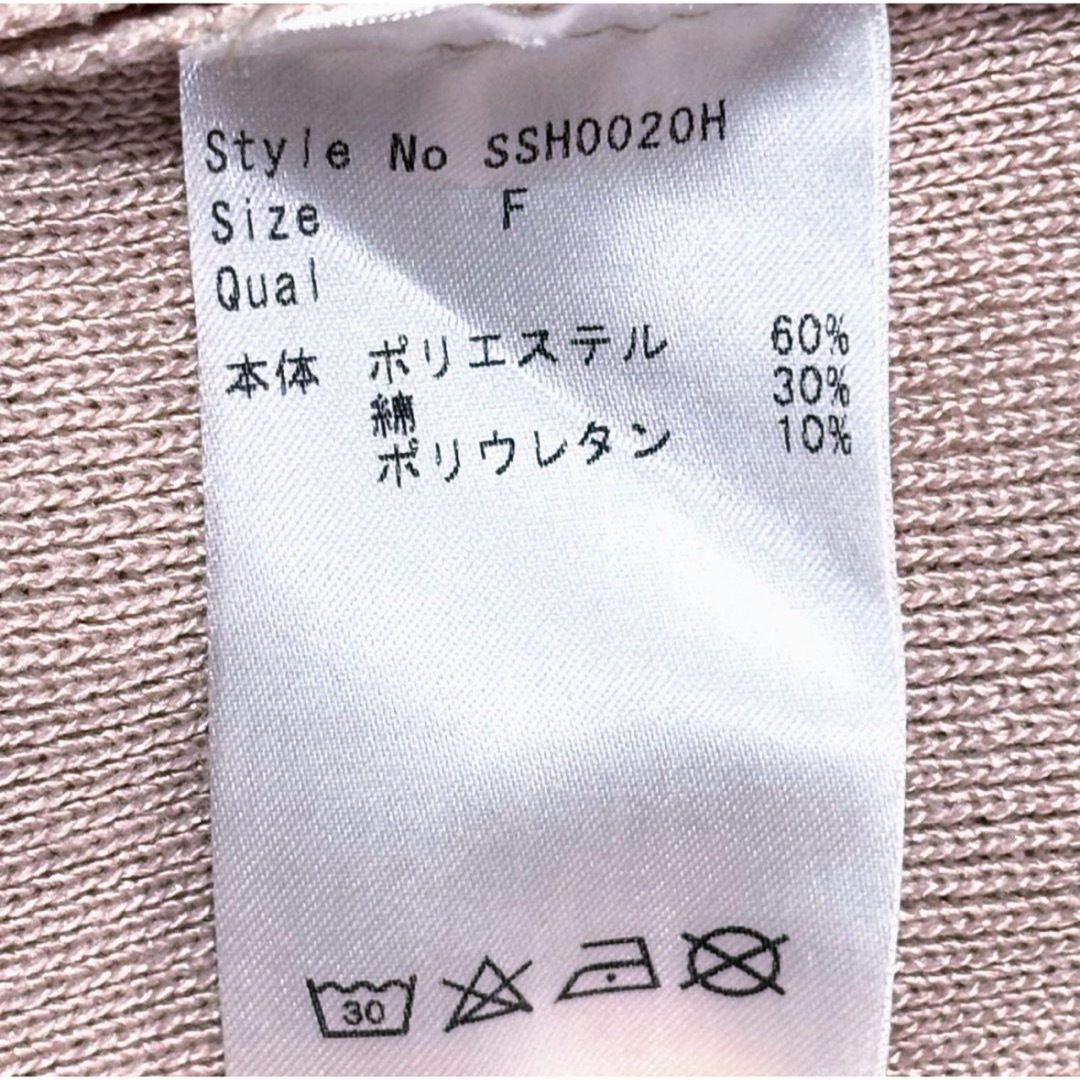 Style No SSH0020H
Size F
Qual
本体 ポリエステル 60%
綿 30%
ポリウレタン 10%
30